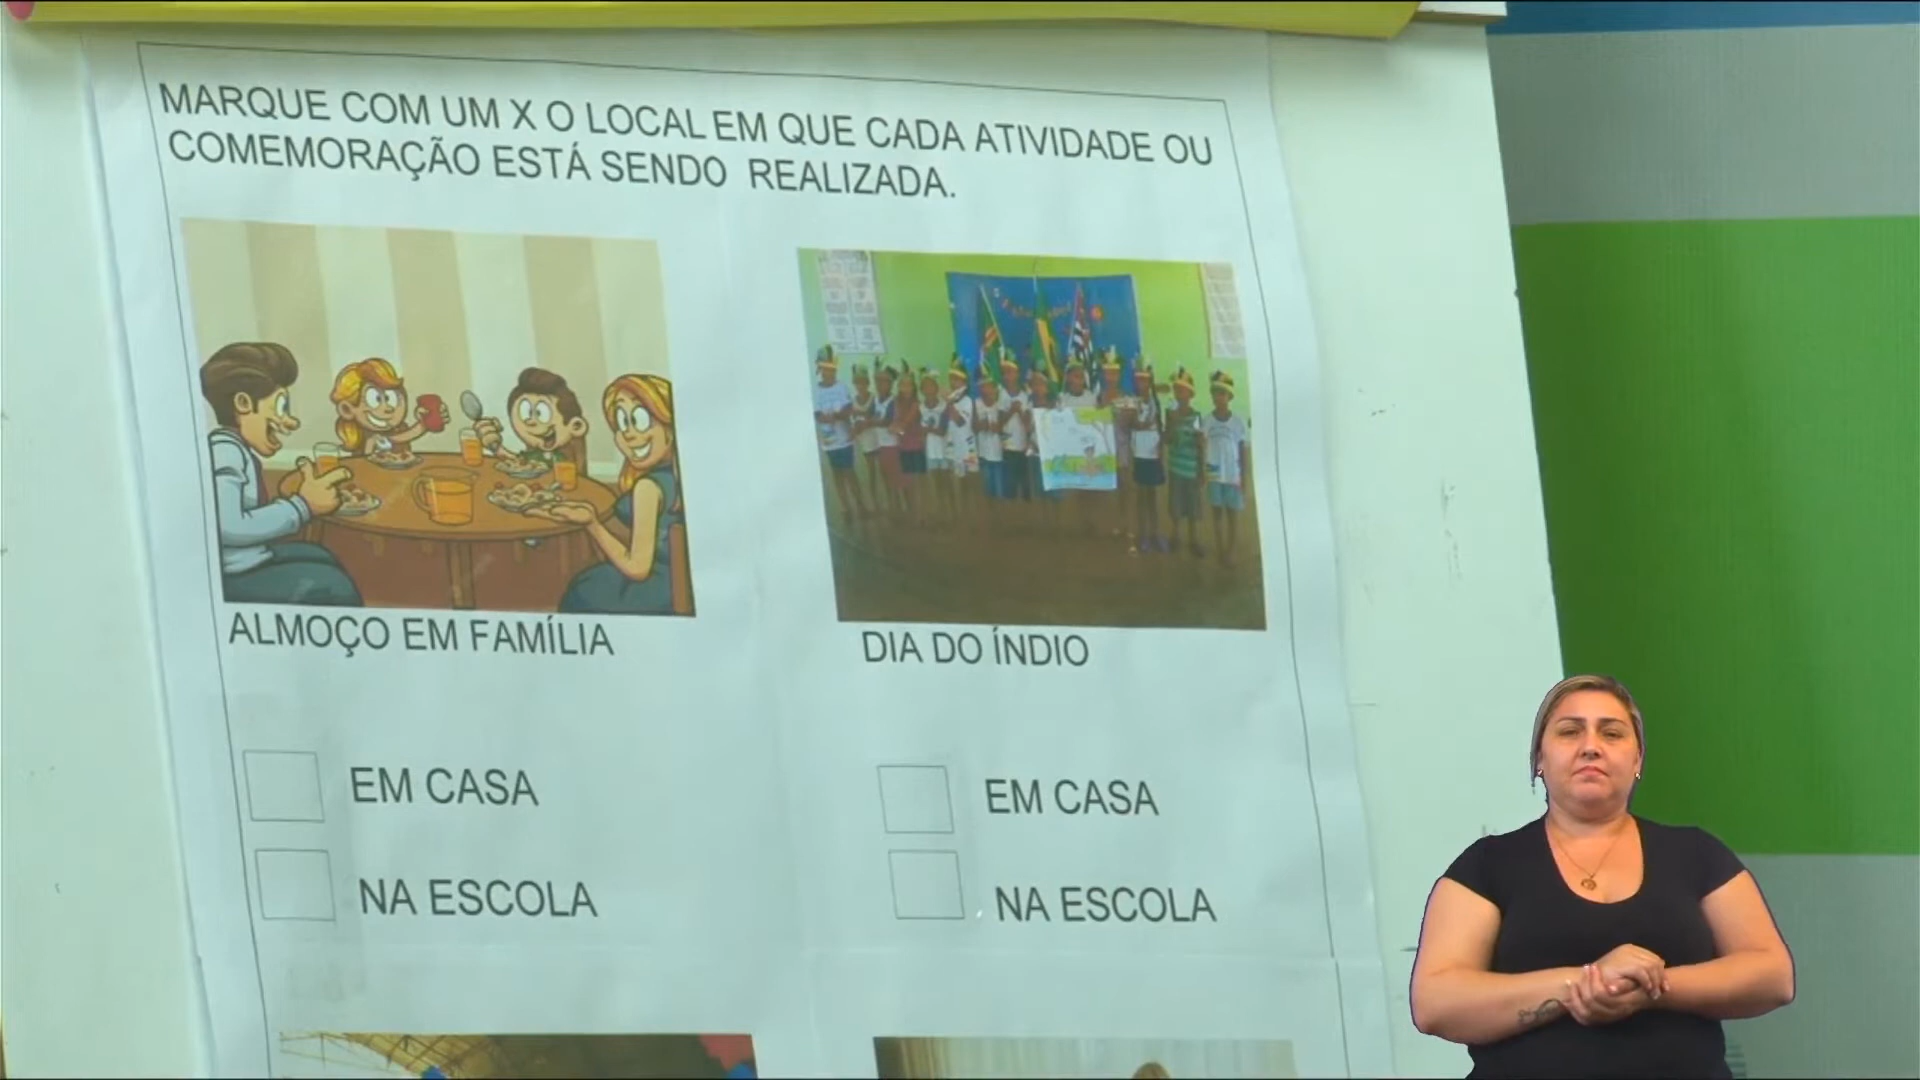 MARQUE COM UM X O LOCAL EM QUE CADA ATIVIDADE OU
COMEMORAÇÃO ESTÁ SENDO REALIZADA.
ALMOÇO EM FAMÍLIA
DIA DO ÍNDIO
EM CASA
NA ESCOLA
EM CASA
NA ESCOLA